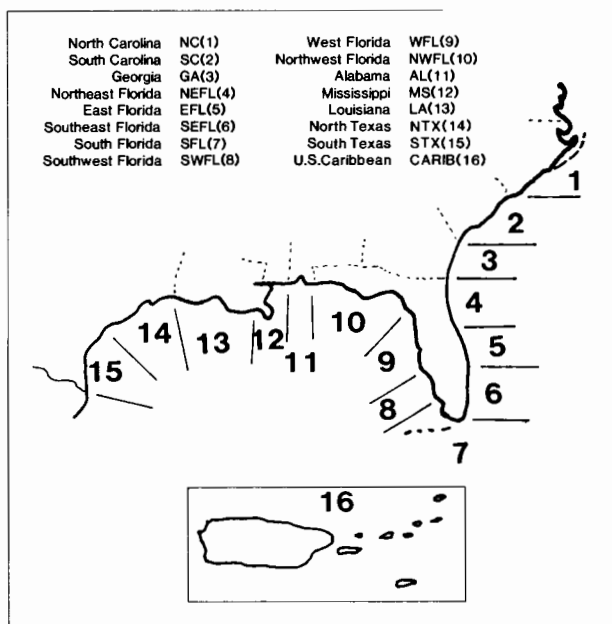 North Carolina NC(1) West Florida WFL(9)
South Carolina SC(2) Northwest Florida NWFL(10)
Georgia GA(3) Alabama AL(11)
Northeast Florida NEFL(4) Mississippi MS(12)
East Florida EFL(5) Louisiana LA(13)
Southeast Florida SEFL(6) North Texas NTX(14)
South Florida SFL(7) South Texas STX(15)
Southwest Florida SWFL(8) U.S.Caribbean CARIB(16)
1
2
3
4
5
6
7
8
9
10
11
12
13
14
15
16